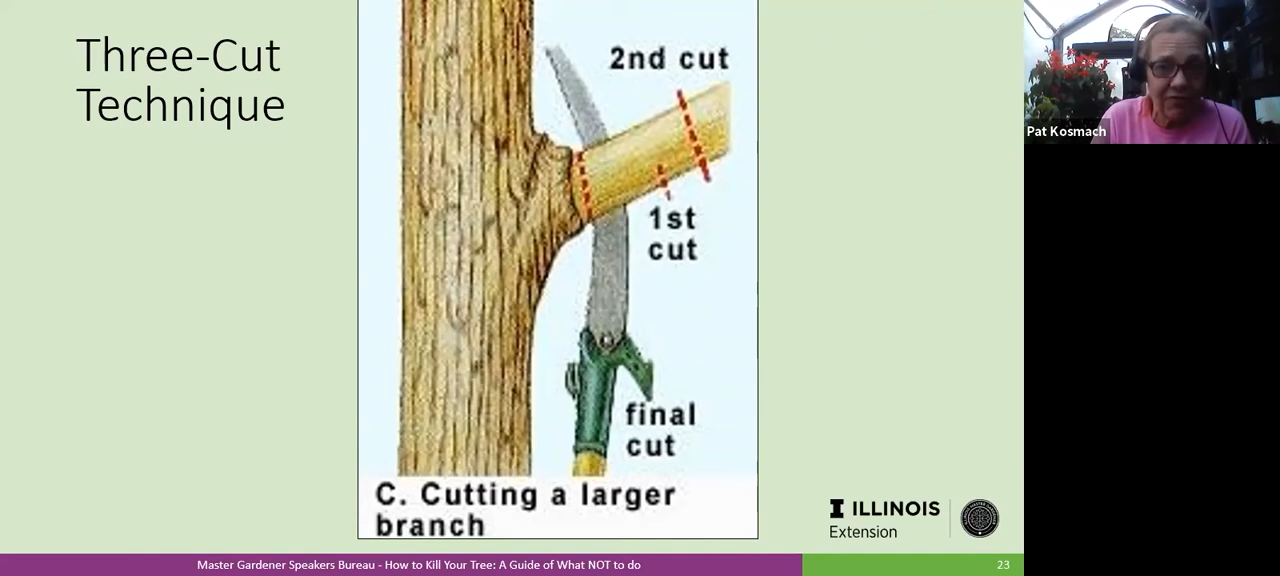 Three-Cut
Technique
2nd cut
1st
cut
final
cut
C. Cutting a larger
branch
Pat Kosmach
I ILLINOIS
Extension
Master Gardener Speakers Bureau - How to Kill Your Tree: A Guide of What NOT to do
23